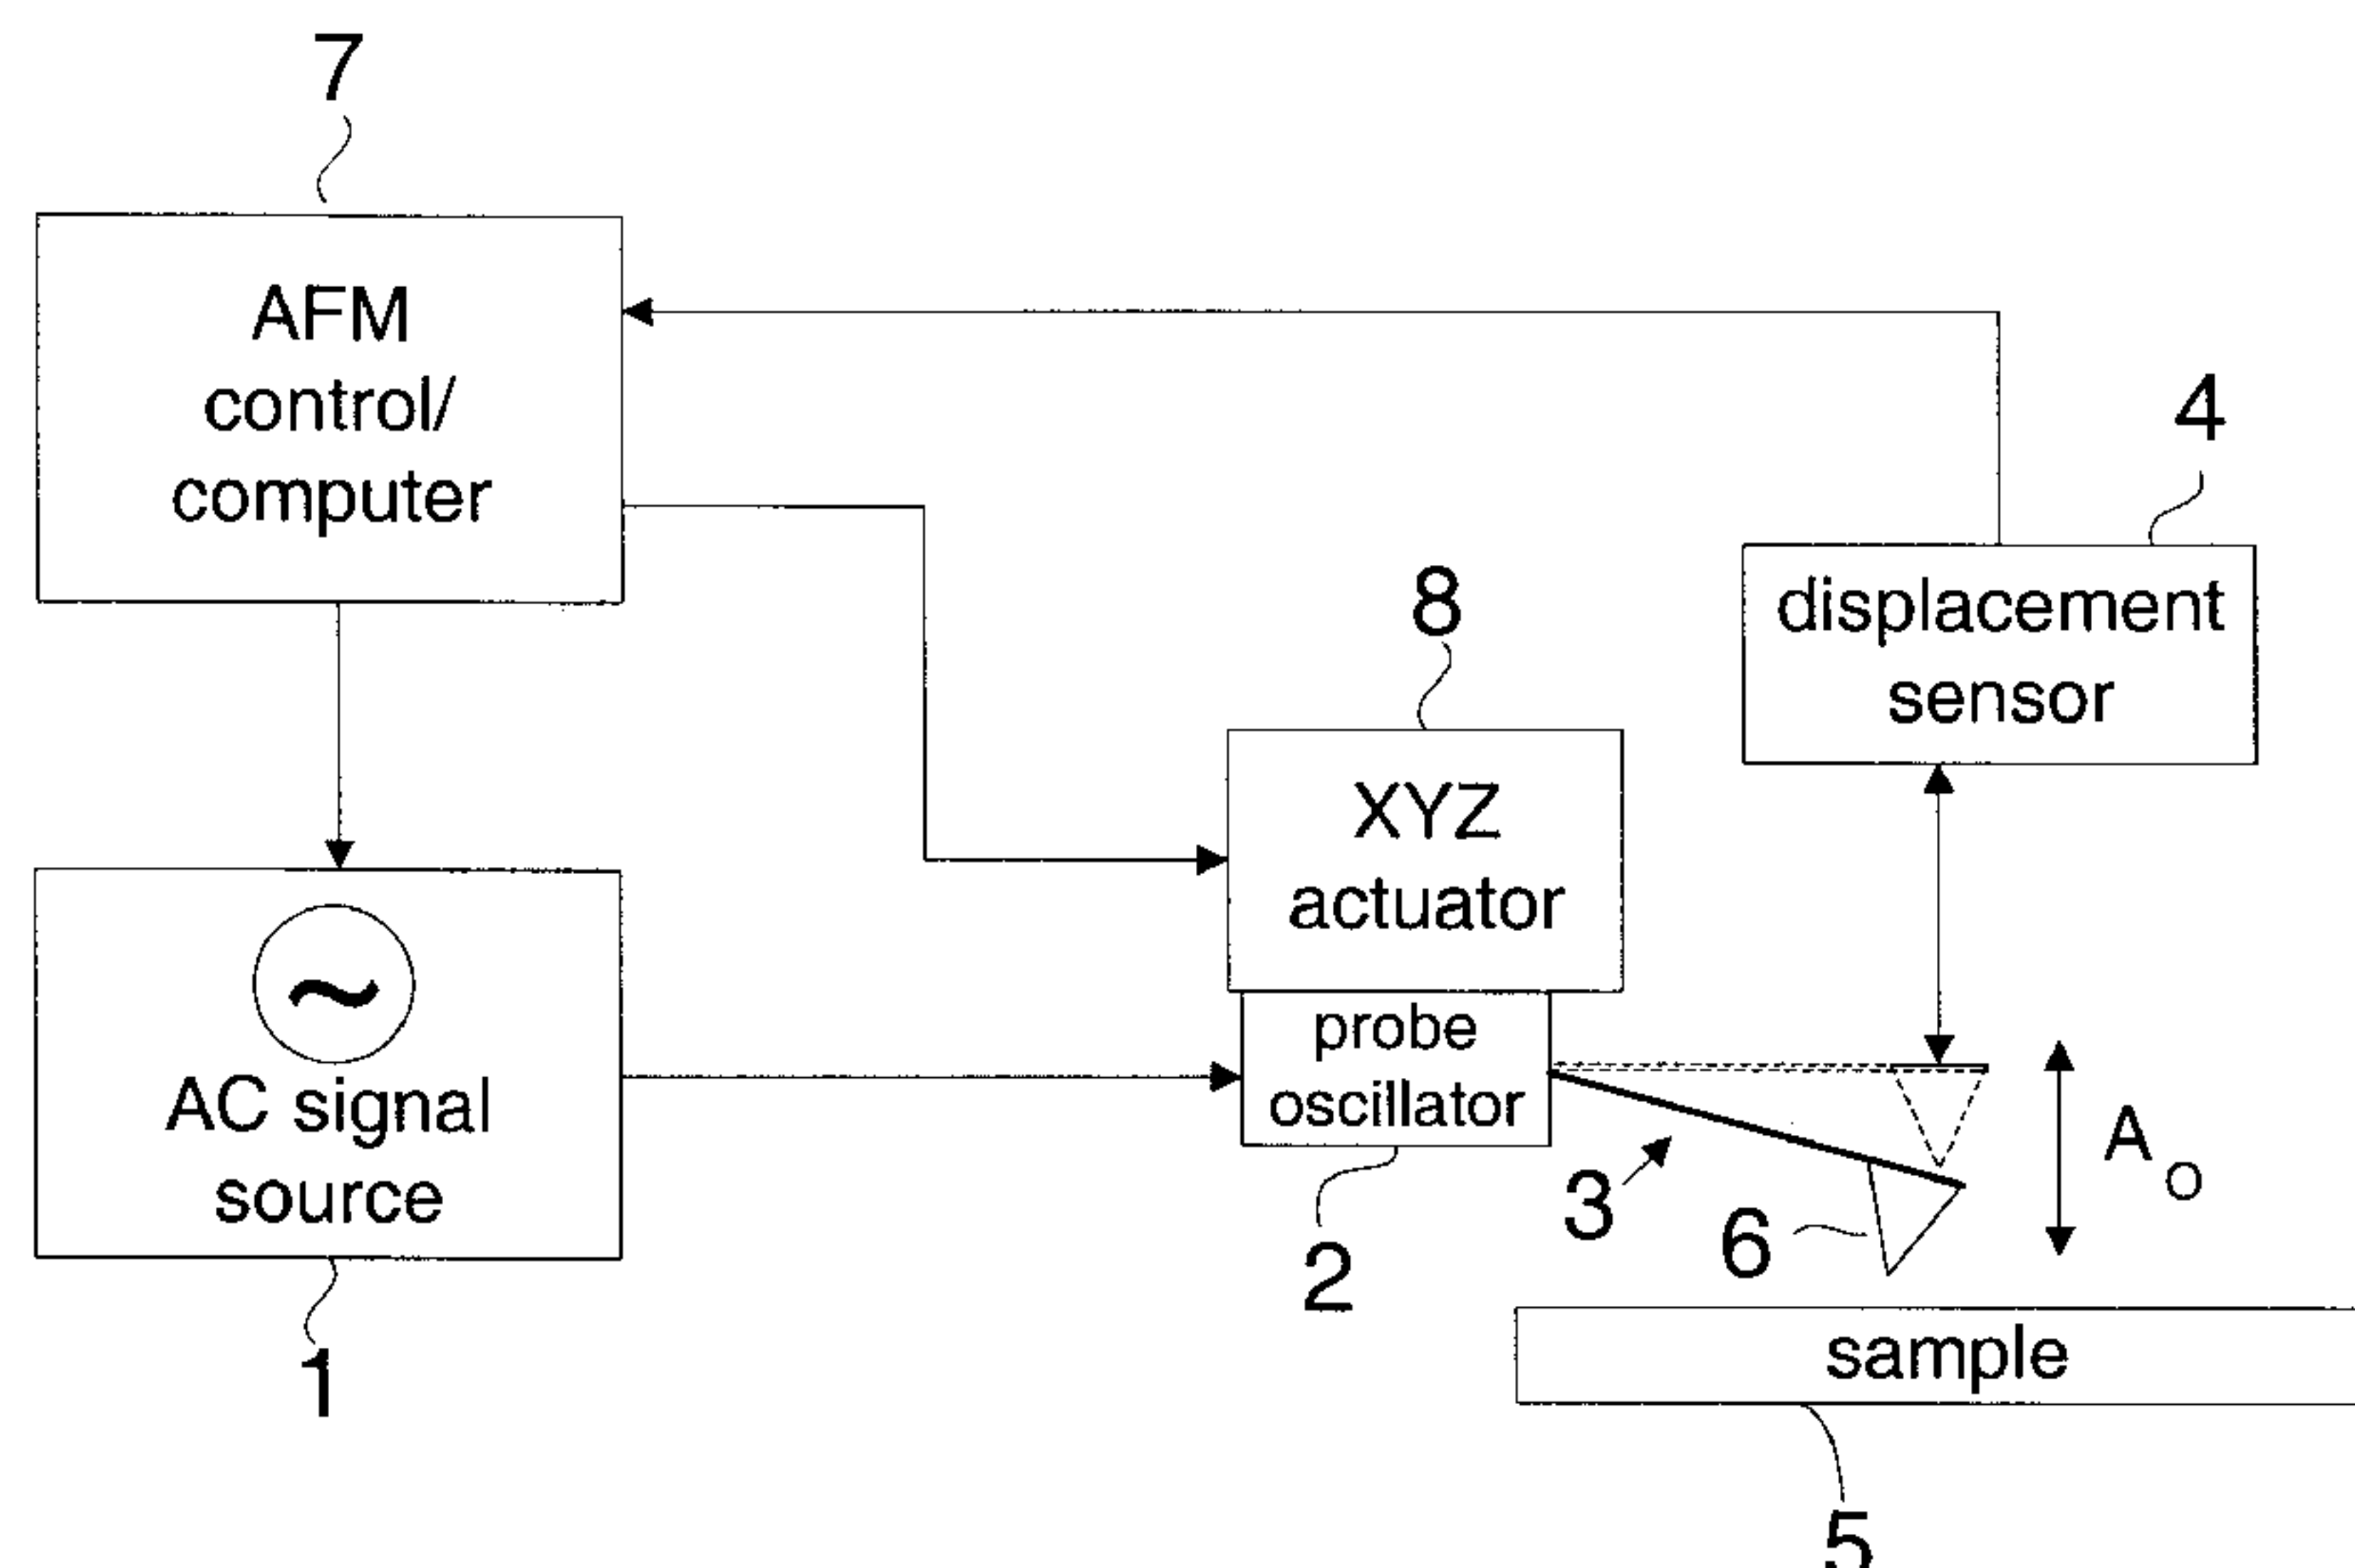 7
AFM
control/
computer
4
displacement
sensor
8
XYZ
actuator
~
AC signal
source
probe
oscillator
3
6
A O
2
1
sample
5